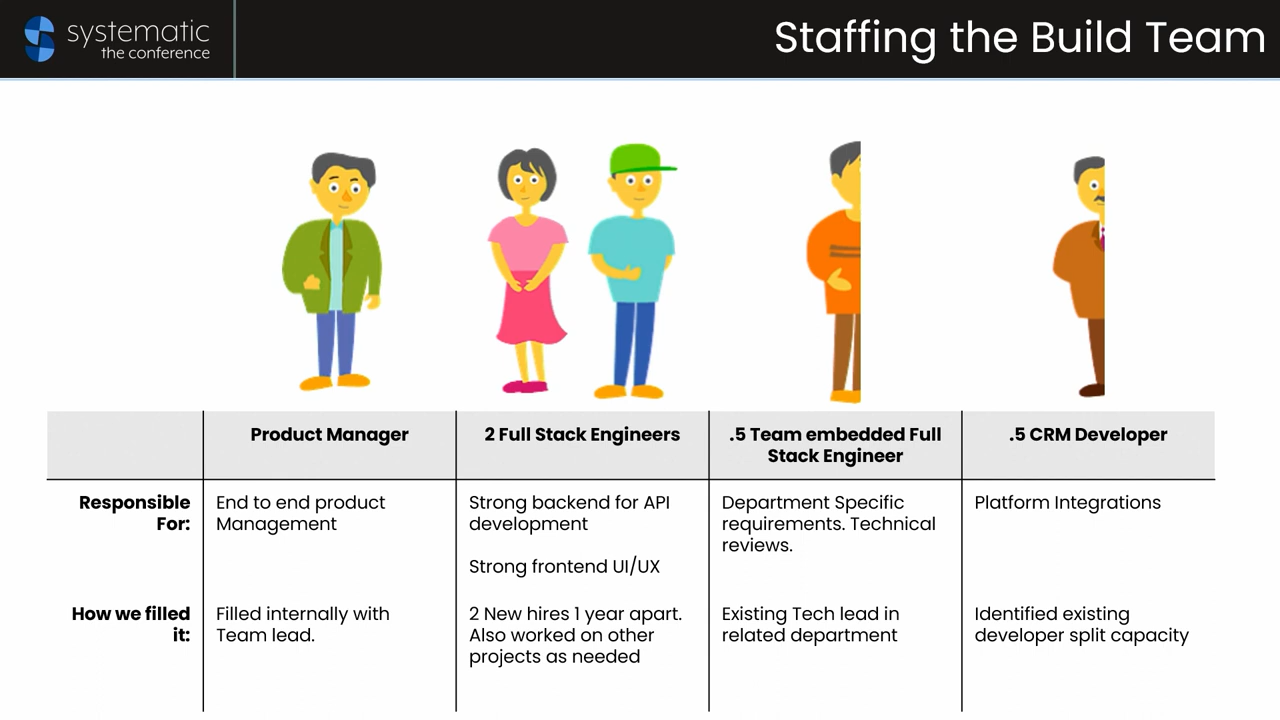 systematic
the conference
Staffing the Build Team
Product Manager
2 Full Stack Engineers
.5 Team embedded Full
Stack Engineer
.5 CRM Developer
Responsible
For:
End to end product
Management
Strong backend for API
development
Strong frontend UI/UX
Department Specific
requirements. Technical
reviews.
Platform Integrations
How we filled
it:
Filled internally with
Team lead.
2 New hires 1 year apart.
Also worked on other
projects as needed
Existing Tech lead in
related department
Identified existing
developer split capacity